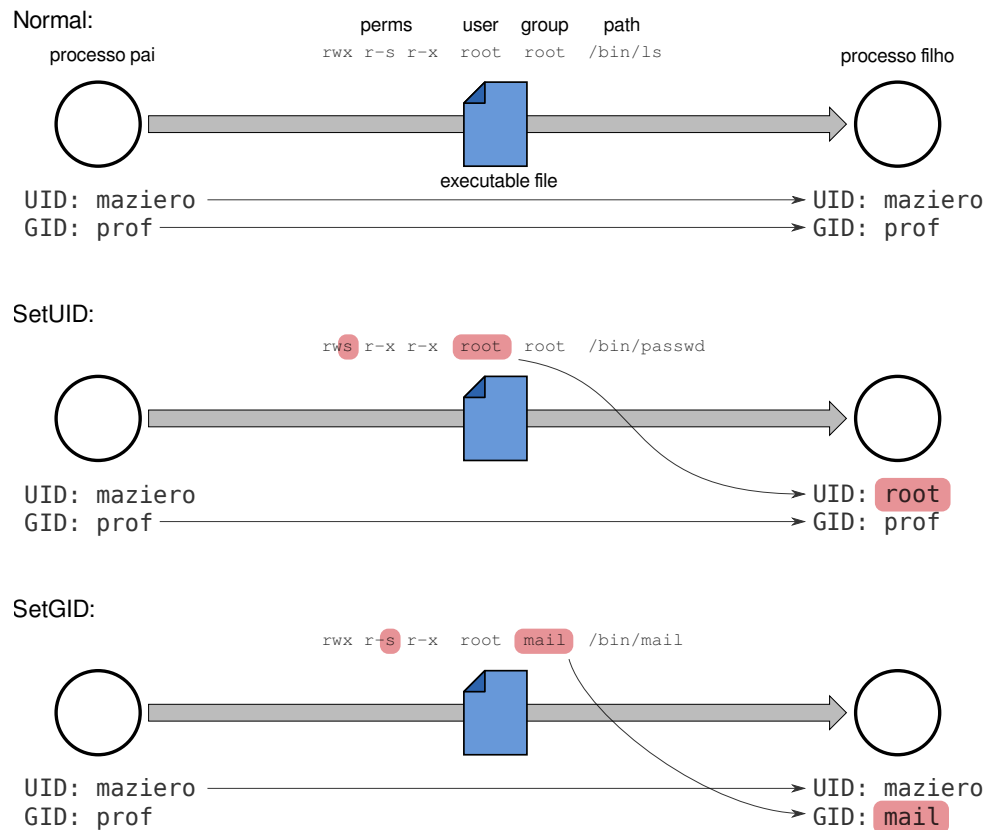 Normal:
perms user group path
processo pai
rwx r-s r-x root root /bin/ls
processo filho
executable file
UID: maziero
GID: prof
UID: maziero
GID: prof
SetUID:
rws r-x r-x root root /bin/passwd
UID: maziero
GID: prof
UID: root
GID: prof
SetGID:
rwx r-s r-x root mail /bin/mail
UID: maziero
GID: prof
UID: maziero
GID: mail